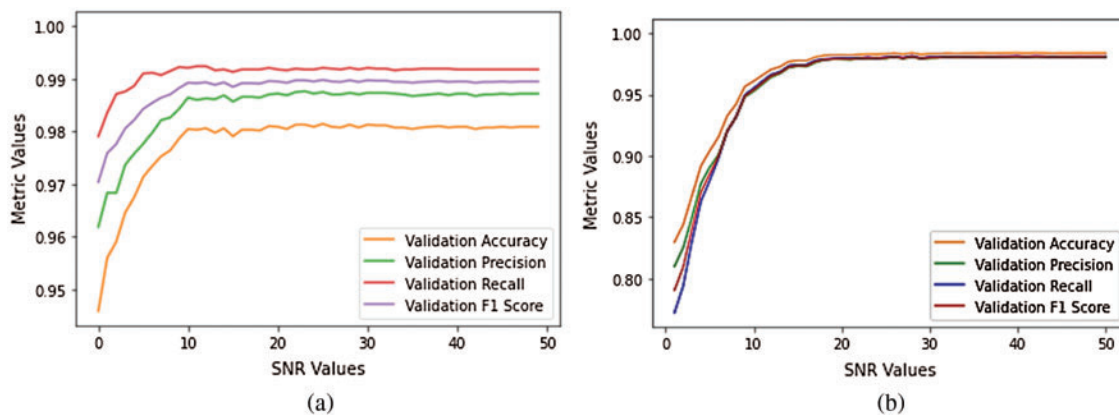 1.00
0.99
0.98
0.97
0.96
0.95
Metric Values
Validation Accuracy
Validation Precision
Validation Recall
Validation F1 Score
0 10 20 30 40 50
SNR Values
(a)
1.00
0.95
0.90
0.85
0.80
Metric Values
Validation Accuracy
Validation Precision
Validation Recall
Validation F1 Score
0 10 20 30 40 50
SNR Values
(b)